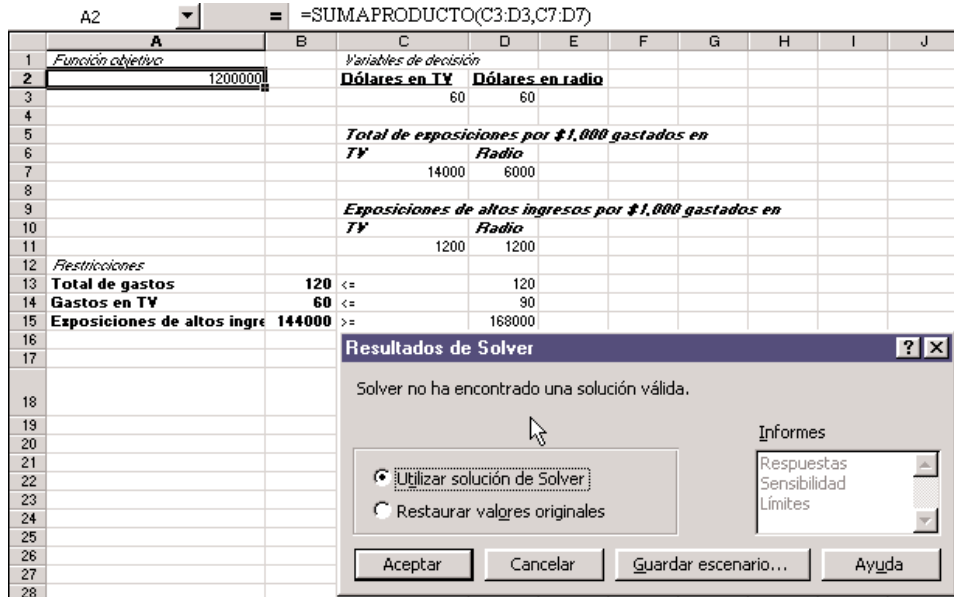 A2 = =SUMAPRODUCTO(C3:D3,C7:D7)
A B C D E F G H I J
1 Función objetivo Variables de decisión
2 1200000 Dólares en TV Dólares en radio
3 60 60
4
5 Total de exposiciones por $1,000 gastados en
6 TV Radio
7 14000 6000
8
9 Exposiciones de altos ingresos por $1,000 gastados en
10 TV Radio
11 1200 1200
12 Restricciones
13 Total de gastos 120 <= 120
14 Gastos en TV 60 <= 90
15 Exposiciones de altos ingre 144000 >= 168000
16
17
18
19
20
21
22
23
24
25
26
27
28
Resultados de Solver ? X
Solver no ha encontrado una solución válida.
Informes
Respuestas
Sensibilidad
Límites
Utilizar solución de Solver
Restaurar valores originales
Aceptar Cancelar Guardar escenario... Ayuda